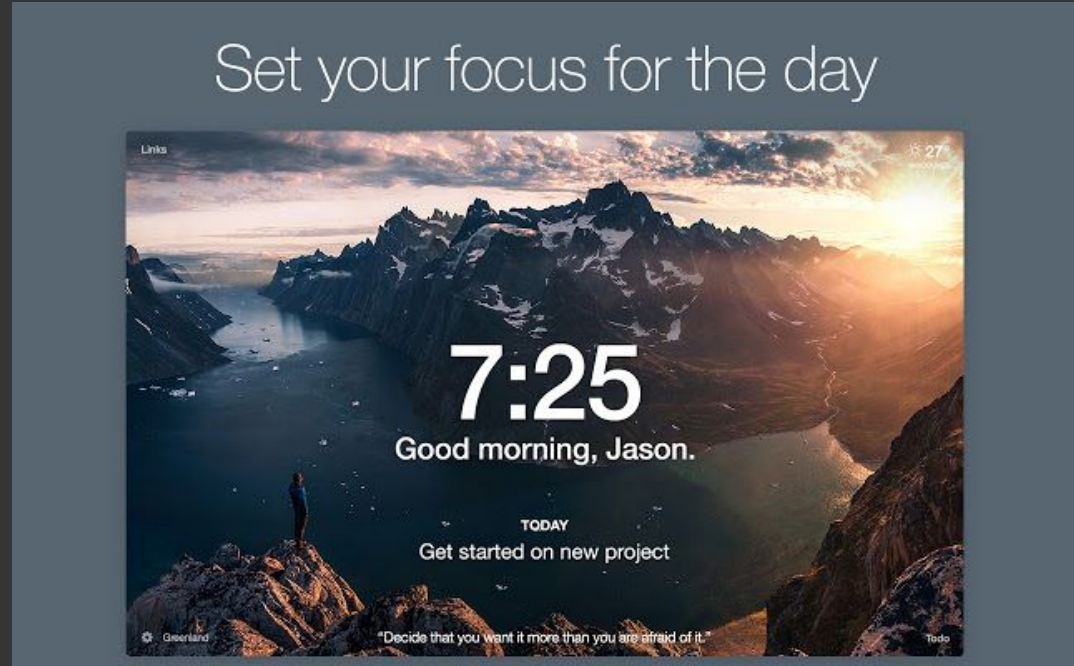 Set your focus for the day
Links
27°
7:25
Good morning, Jason.
TODAY
Get started on new project
Greenland
"Decide that you want it more than you are afraid of it."
Todo